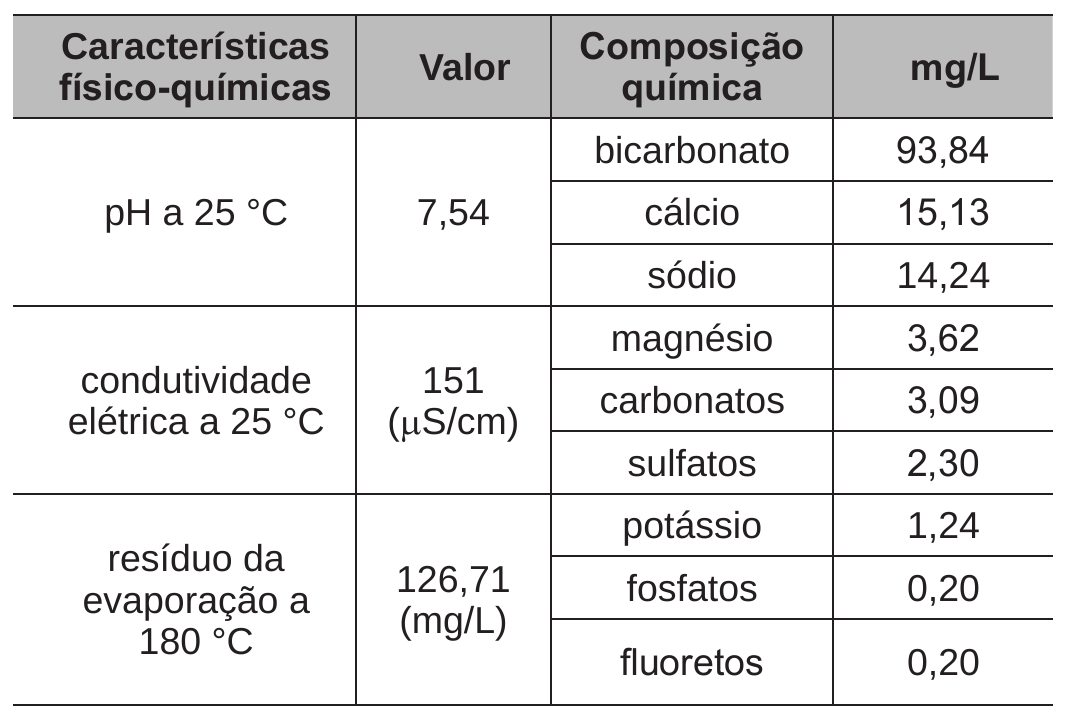 Características
físico-químicas
Valor
Composição
química
mg/L
pH a 25 °C
7,54
bicarbonato
93,84
cálcio
15,13
sódio
14,24
condutividade
elétrica a 25 °C
151
(μS/cm)
magnésio
3,62
carbonatos
3,09
sulfatos
2,30
resíduo da
evaporação a
180 °C
126,71
(mg/L)
potássio
1,24
fosfatos
0,20
fluoretos
0,20